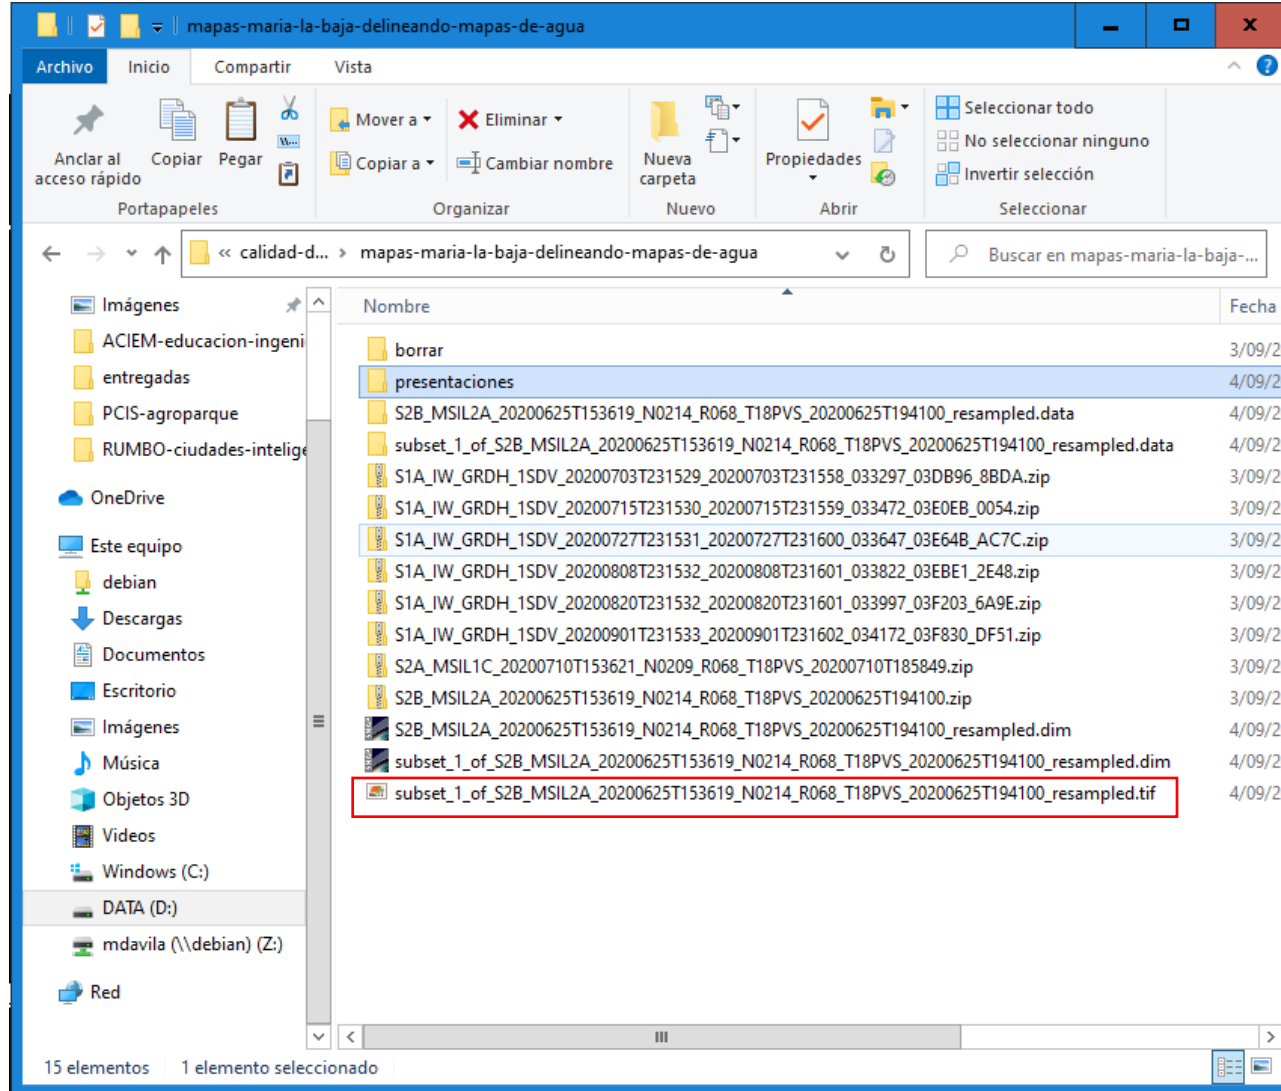 mapas-maria-la-baja-delineando-mapas-de-agua
Archivo Inicio Compartir Vista
Anclar al acceso rápido
Copiar
Pegar
Mover a
Copiar a
Eliminar
Cambiar nombre
Nueva carpeta
Propiedades
Seleccionar todo
No seleccionar ninguno
Invertir selección
Portapapeles Organizar Nuevo Abrir Seleccionar
« calidad-d... › mapas-maria-la-baja-delineando-mapas-de-agua
Buscar en mapas-maria-la-baja-...
Imágenes
ACIEM-educacion-ingeni
entregadas
PCIS-agroparque
RUMBO-ciudades-intelige
OneDrive
Este equipo
debian
Descargas
Documentos
Escritorio
Imágenes
Música
Objetos 3D
Videos
Windows (C:)
DATA (D:)
mdavila (\\debian) (Z:)
Red
Nombre Fecha
borrar 3/09/2
presentaciones 4/09/2
S2B_MSIL2A_20200625T153619_N0214_R068_T18PVS_20200625T194100_resampled.data 4/09/2
subset_1_of_S2B_MSIL2A_20200625T153619_N0214_R068_T18PVS_20200625T194100_resampled.data 4/09/2
S1A_IW_GRDH_1SDV_20200703T231529_20200703T231558_033297_03DB96_8BDA.zip 3/09/2
S1A_IW_GRDH_1SDV_20200715T231530_20200715T231559_033472_03E0EB_0054.zip 3/09/2
S1A_IW_GRDH_1SDV_20200727T231531_20200727T231600_033647_03E64B_AC7C.zip 3/09/2
S1A_IW_GRDH_1SDV_20200808T231532_20200808T231601_033822_03EBE1_2E48.zip 3/09/2
S1A_IW_GRDH_1SDV_20200820T231532_20200820T231601_033997_03F203_6A9E.zip 3/09/2
S1A_IW_GRDH_1SDV_20200901T231533_20200901T231602_034172_03F830_DF51.zip 3/09/2
S2A_MSIL1C_20200710T153621_N0209_R068_T18PVS_20200710T185849.zip 3/09/2
S2B_MSIL2A_20200625T153619_N0214_R068_T18PVS_20200625T194100.zip 3/09/2
S2B_MSIL2A_20200625T153619_N0214_R068_T18PVS_20200625T194100_resampled.dim 4/09/2
subset_1_of_S2B_MSIL2A_20200625T153619_N0214_R068_T18PVS_20200625T194100_resampled.dim 4/09/2
subset_1_of_S2B_MSIL2A_20200625T153619_N0214_R068_T18PVS_20200625T194100_resampled.tif 4/09/2
15 elementos 1 elemento seleccionado